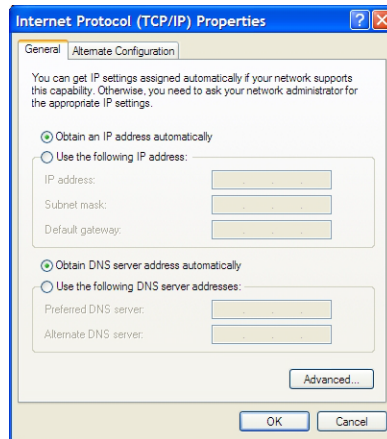 Internet Protocol (TCP/IP) Properties
General
Alternate Configuration
You can get IP settings assigned automatically if your network supports
this capability. Otherwise, you need to ask your network administrator for
the appropriate IP settings.
Obtain an IP address automatically
Use the following IP address:
IP address:
Subnet mask:
Default gateway:
Obtain DNS server address automatically
Use the following DNS server addresses:
Preferred DNS server:
Alternate DNS server:
Advanced...
OK
Cancel